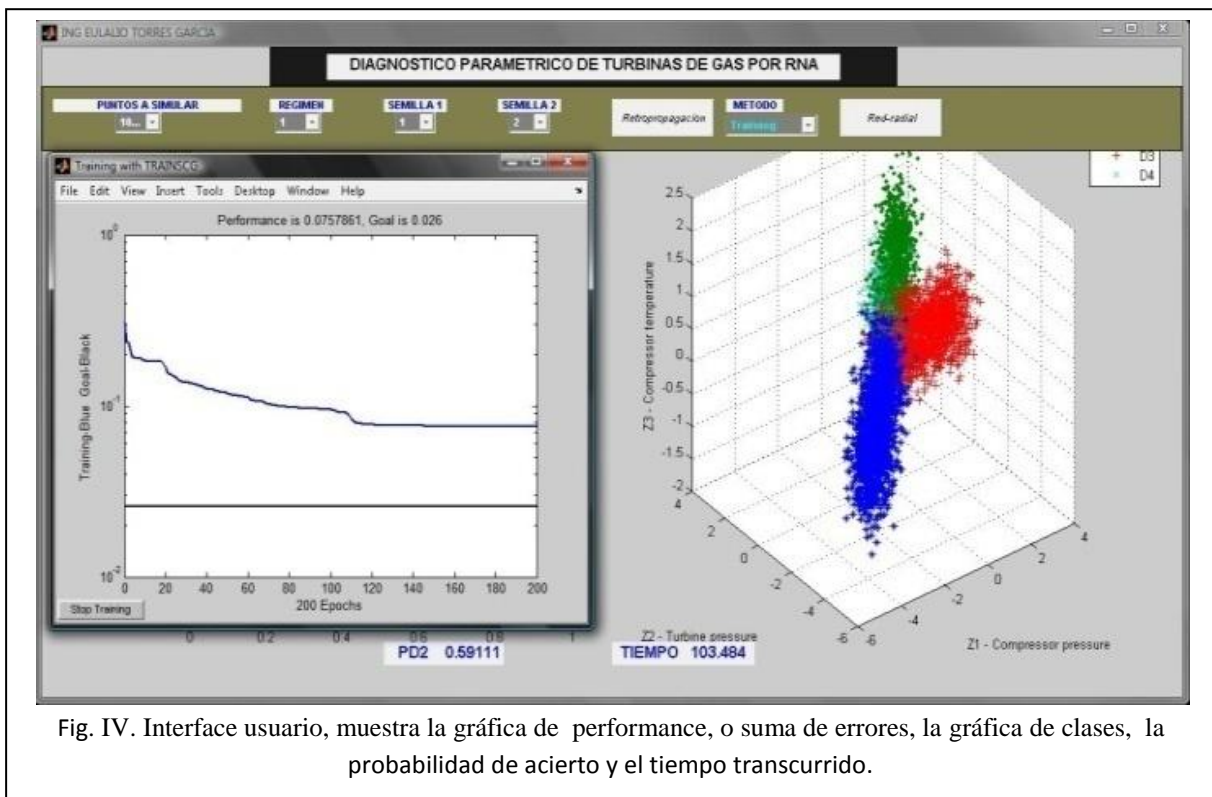 ING EULALIO TORRES GARCIA
DIAGNOSTICO PARAMETRICO DE TURBINAS DE GAS POR RNA
PUNTOS A SIMULAR
REGIMEN
SEMILLA 1
SEMILLA 2
METODO
10...
1
1
2
Retropropagacion
Training
Red-radial
Training with TRAINSCG
File Edit View Insert Tools Desktop Window Help
Performance is 0.0757861, Goal is 0.026
10^0
10^-1
10^-2
Training-Blue Goal-Black
0 20 40 60 80 100 120 140 160 180 200
200 Epochs
Stop Training
0 0.2 0.4 0.6 0.8 1
PD2 0.59111
TIEMPO 103.484
D3
D4
2.5
2
1.5
1
0.5
0
-0.5
-1
-1.5
-2
Z3 - Compressor temperature
4 2 0 -2 -4 -6
Z2 - Turbine pressure
-6 -4 -2 0 2 4
Z1 - Compressor pressure
Fig. IV. Interface usuario, muestra la gráfica de performance, o suma de errores, la gráfica de clases, la
probabilidad de acierto y el tiempo transcurrido.